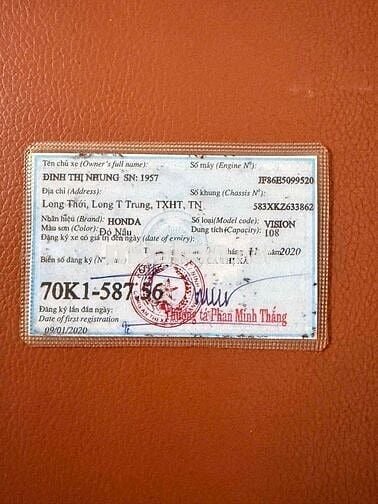 Tên chủ xe (Owner's full name): Số máy (Engine N°):
ĐINH THỊ NHUNG SN: 1957 JF86E5099520
Địa chỉ (Address): Số khung (Chassis N°):
Long Thới, Long T Trung, TXHT, TN 583XKZ633862
Nhãn hiệu (Brand): HONDA Số loại (Model code): VISION
Màu sơn (Color): Đỏ Nâu Dung tích (Capacity): 108
Đăng ký xe có giá trị đến ngày (date of expiry):
tháng 11 năm 2020
Biển số đăng ký (N°
70K1-587.56
Đăng ký lần đầu ngày: Thượng tá Phan Minh Thắng
Date of first registration
09/01/2020